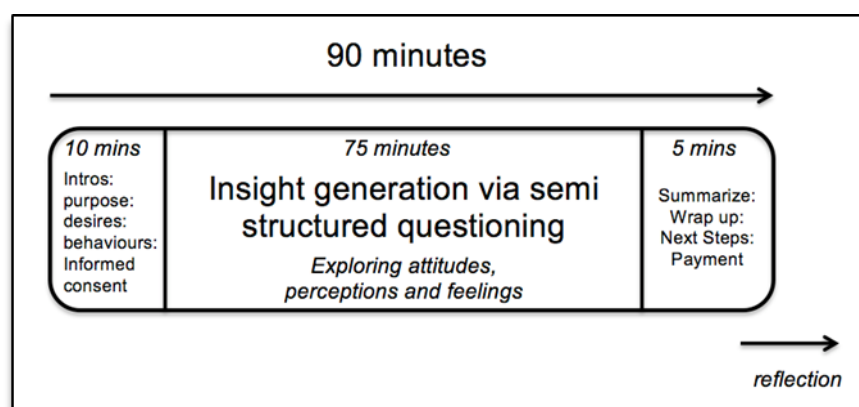 90 minutes
10 mins
Intros:
purpose:
desires:
behaviours:
Informed
consent
75 minutes
Insight generation via semi
structured questioning
Exploring attitudes,
perceptions and feelings
5 mins
Summarize:
Wrap up:
Next Steps:
Payment
reflection